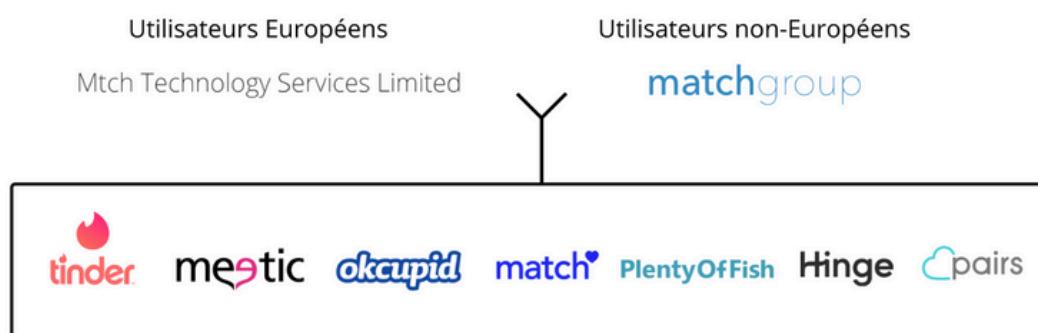 Utilisateurs Européens
Utilisateurs non-Européens
Mtch Technology Services Limited
matchgroup
tinder
meetic
okcupid
match
PlentyOfFish
Hinge
pairs